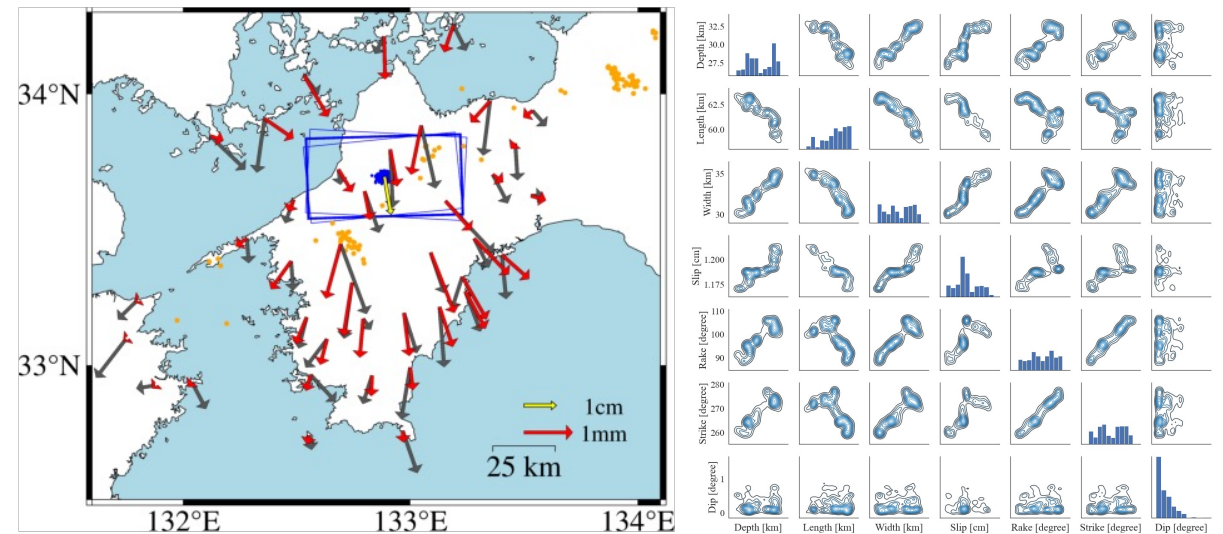 34°N
33°N
132°E
133°E
134°E
1cm
1mm
25 km
Depth [km]
32.5
30.0
27.5
Length [km]
62.5
60.0
Width [km]
35
30
Slip [cm]
1.200
1.175
Rake [degree]
110
100
90
Strike [degree]
280
270
260
Dip [degree]
1
0
Depth [km]
Length [km]
Width [km]
Slip [cm]
Rake [degree]
Strike [degree]
Dip [degree]